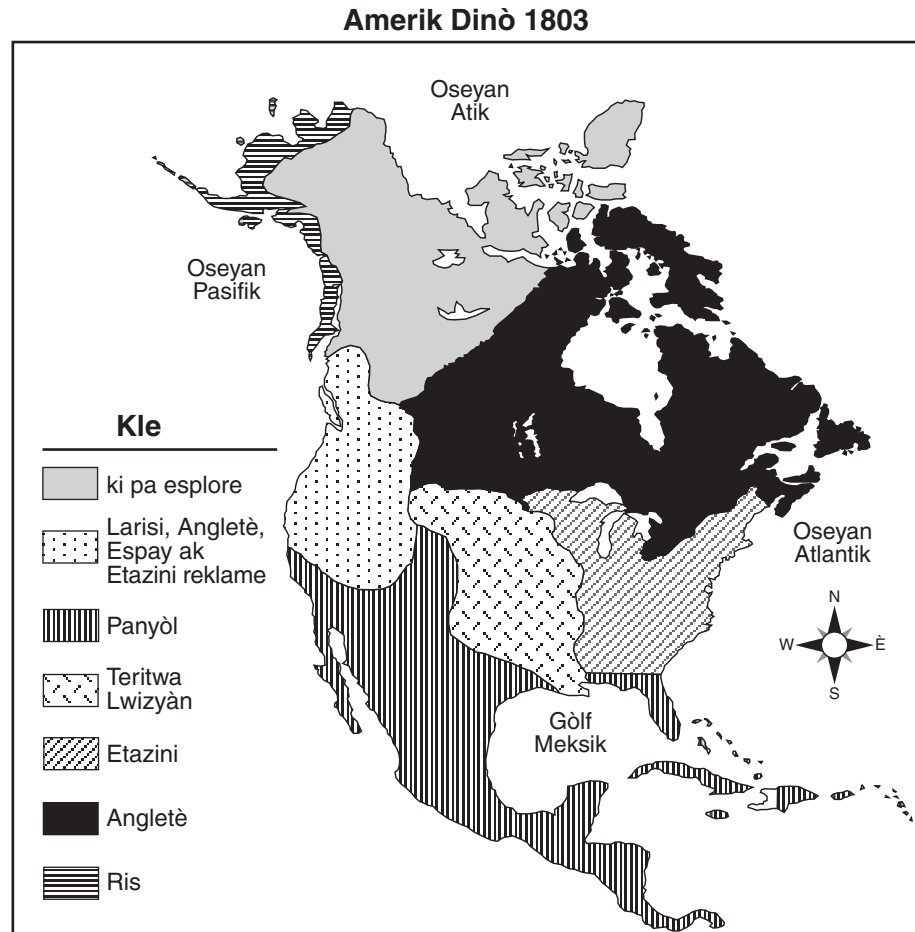 Amerik Dinò 1803
Oseyan
Atik
Oseyan
Pasifik
Kle
ki pa esplore
Larisi, Angletè,
Espay ak
Etazini reklame
Panyòl
Teritwa
Lwizyàn
Etazini
Angletè
Ris
Oseyan
Atlantik
N
W
È
S
Gòlf
Meksik